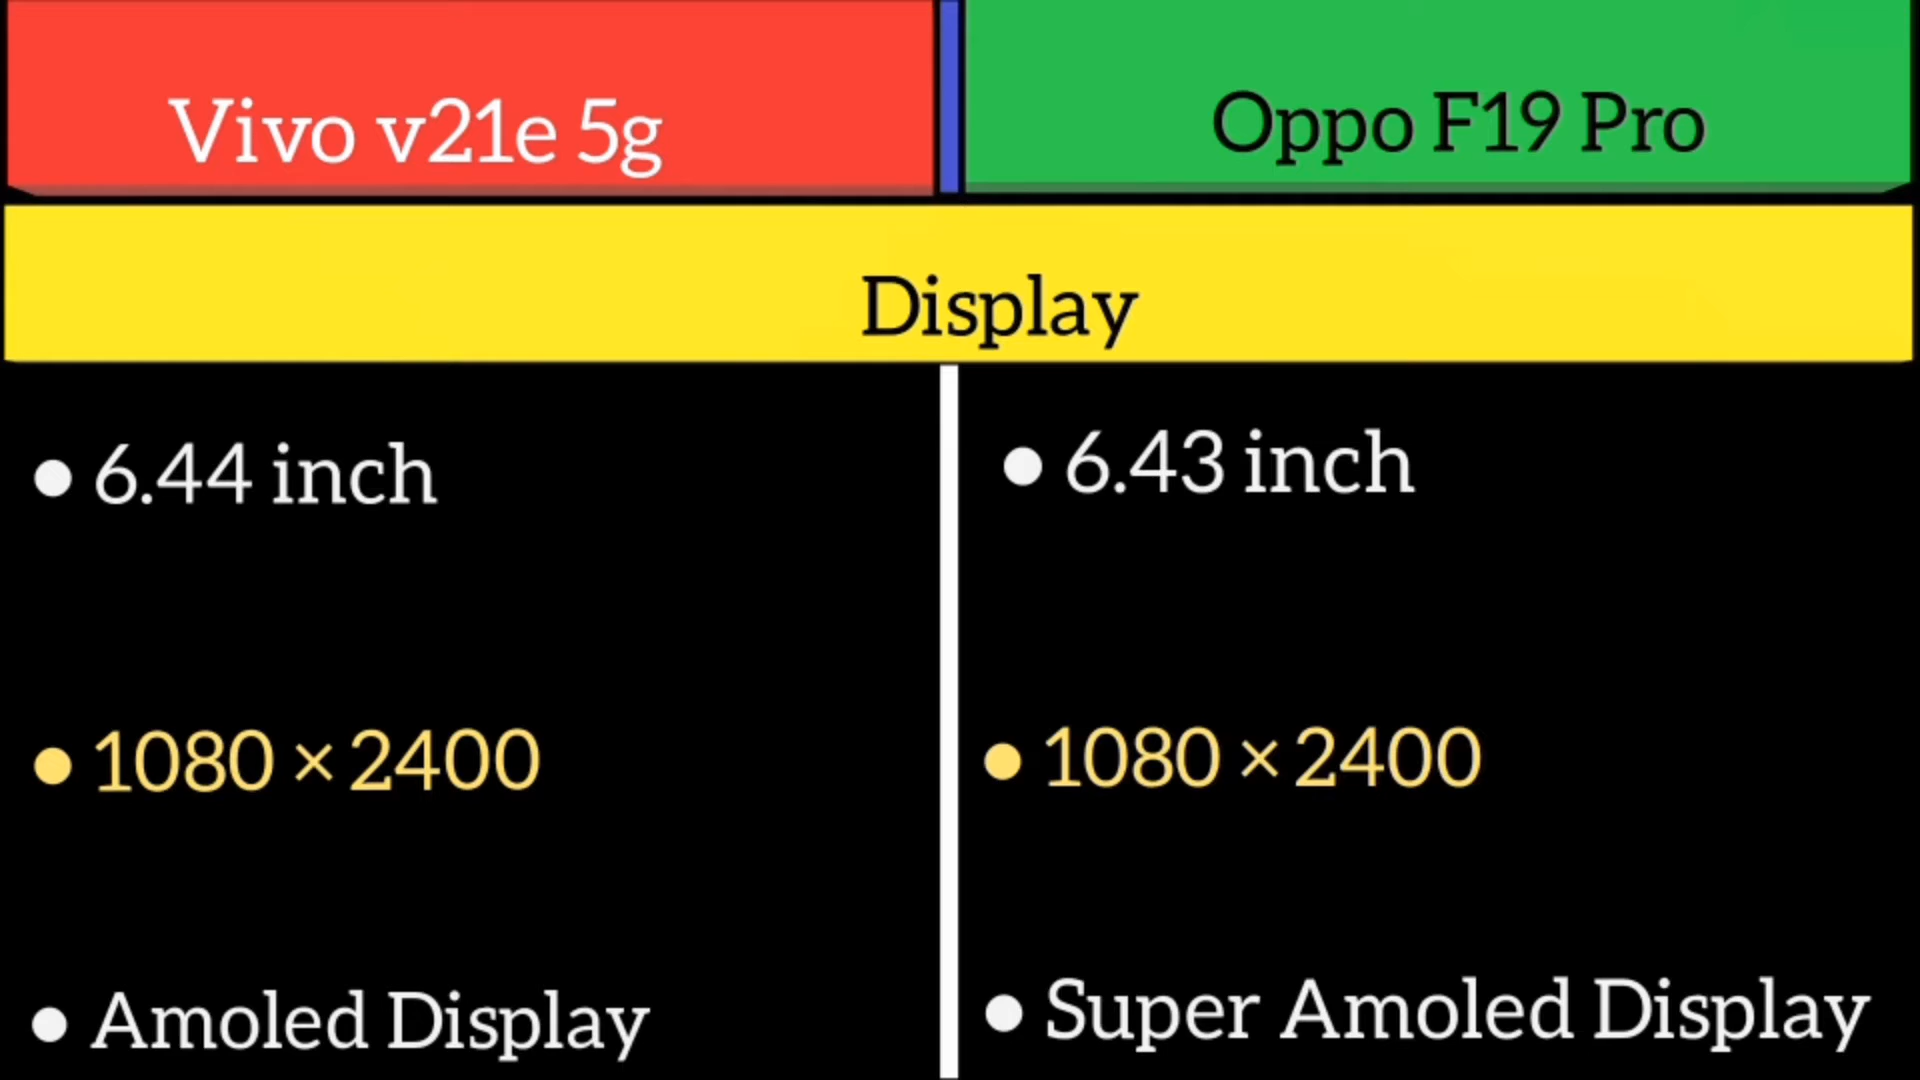 Vivo v21e 5g
Oppo F19 Pro
Display
• 6.44 inch
• 6.43 inch
• 1080 × 2400
• 1080 × 2400
• Amoled Display
• Super Amoled Display